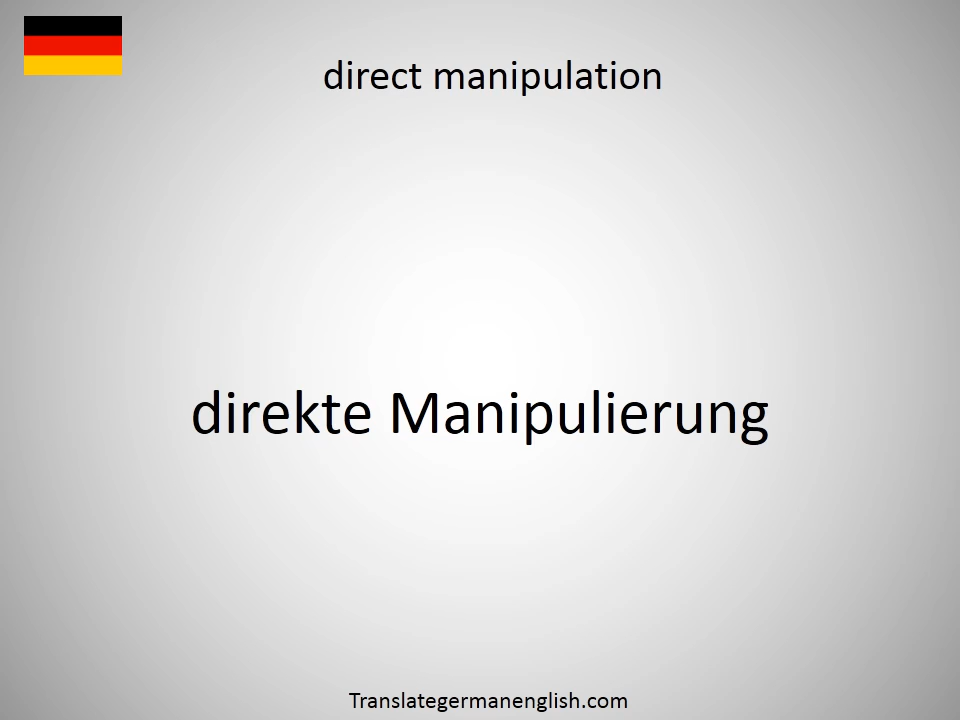 direct manipulation
direkte Manipulierung
Translategermanenglish.com